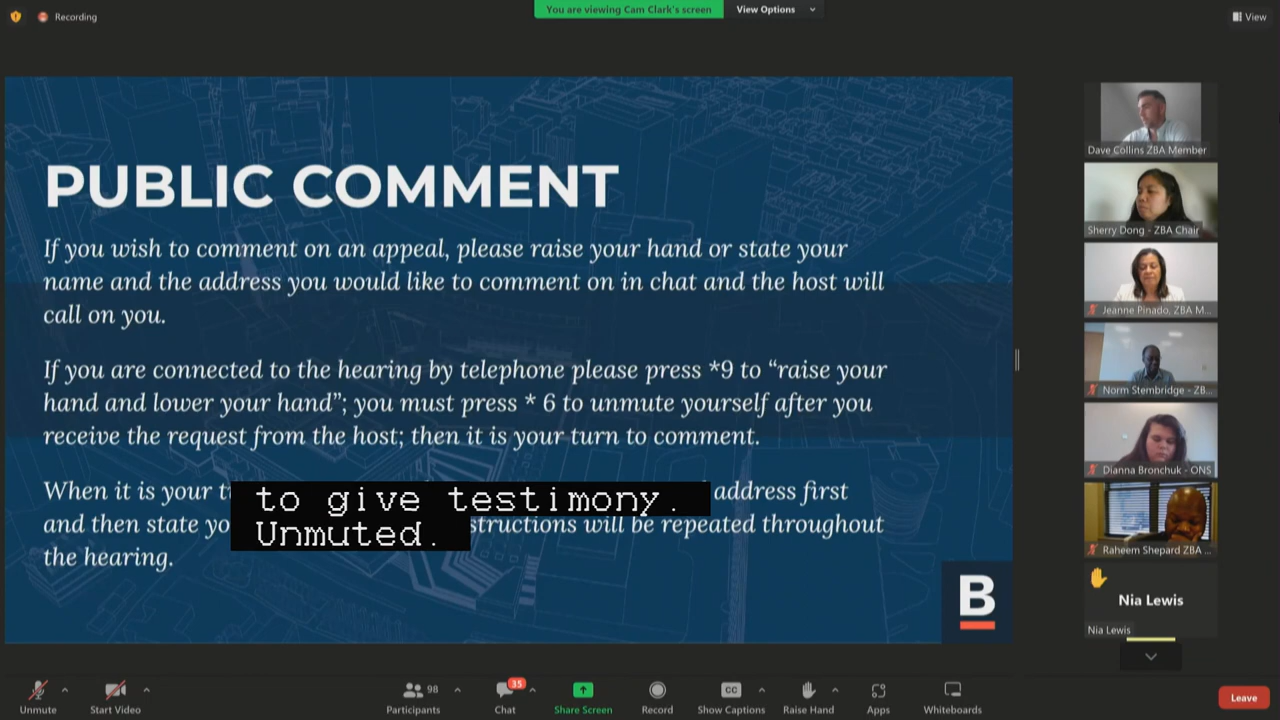 Recording
You are viewing Cam Clark's screen
View Options
View
PUBLIC COMMENT
If you wish to comment on an appeal, please raise your hand or state your
name and the address you would like to comment on in chat and the host will
call on you.
If you are connected to the hearing by telephone please press *9 to “raise your
hand and lower your hand”; you must press * 6 to unmute yourself after you
receive the request from the host; then it is your turn to comment.
When it is your address first
and then state will be repeated throughout
the hearing.
to give testimony.
Unmuted.
B
Dave Collins ZBA Member
Sherry Dong - ZBA Chair
Jeanne Pinado, ZBA M...
Norm Stembridge - ZB...
Dianna Bronchuk - ONS
Raheem Shepard ZBA ...
Nia Lewis
Nia Lewis
Unmute
Start Video
98
Participants
35
Chat
Share Screen
Record
CC
Show Captions
Raise Hand
Apps
Whiteboards
Leave